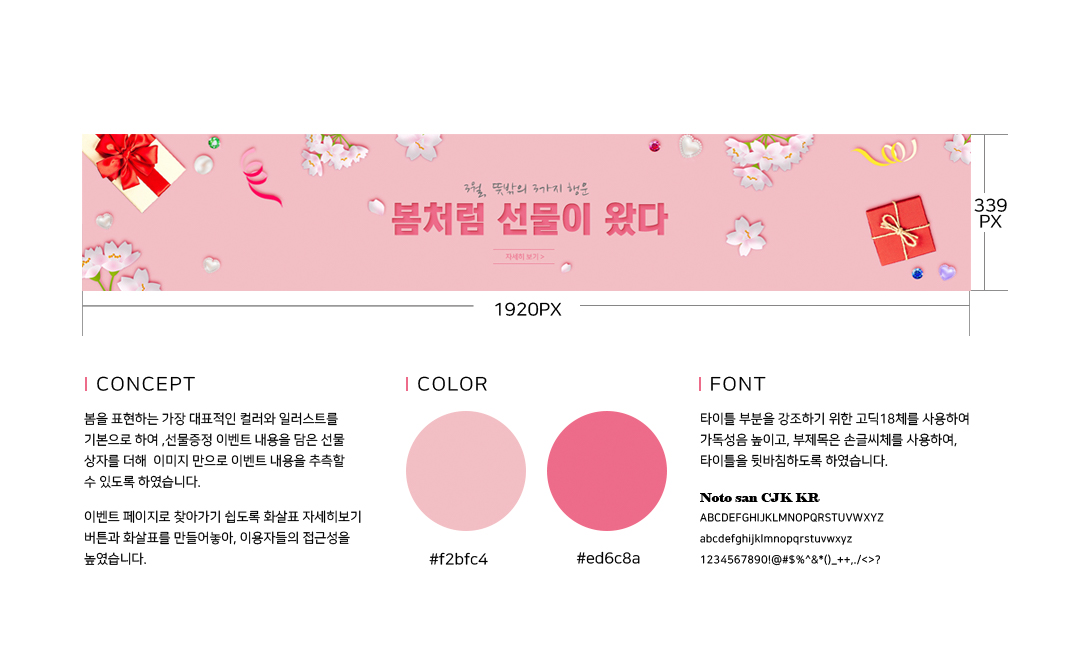 3월, 뜻밖의 3가지 행운
봄처럼 선물이 왔다
자세히 보기 >
339
PX
1920PX
CONCEPT
봄을 표현하는 가장 대표적인 컬러와 일러스트를
기본으로 하여 ,선물증정 이벤트 내용을 담은 선물
상자를 더해 이미지 만으로 이벤트 내용을 추측할
수 있도록 하였습니다.
이벤트 페이지로 찾아가기 쉽도록 화살표 자세히보기
버튼과 화살표를 만들어놓아, 이용자들의 접근성을
높였습니다.
COLOR
#f2bfc4
#ed6c8a
FONT
타이틀 부분을 강조하기 위한 고딕18체를 사용하여
가독성음 높이고, 부제목은 손글씨체를 사용하여,
타이틀을 뒷바침하도록 하였습니다.
Noto san CJK KR
ABCDEFGHIJKLMNOPQRSTUVWXYZ
abcdefghijklmnopqrstuvwxyz
1234567890!@#$%^&*()_++,./<>?